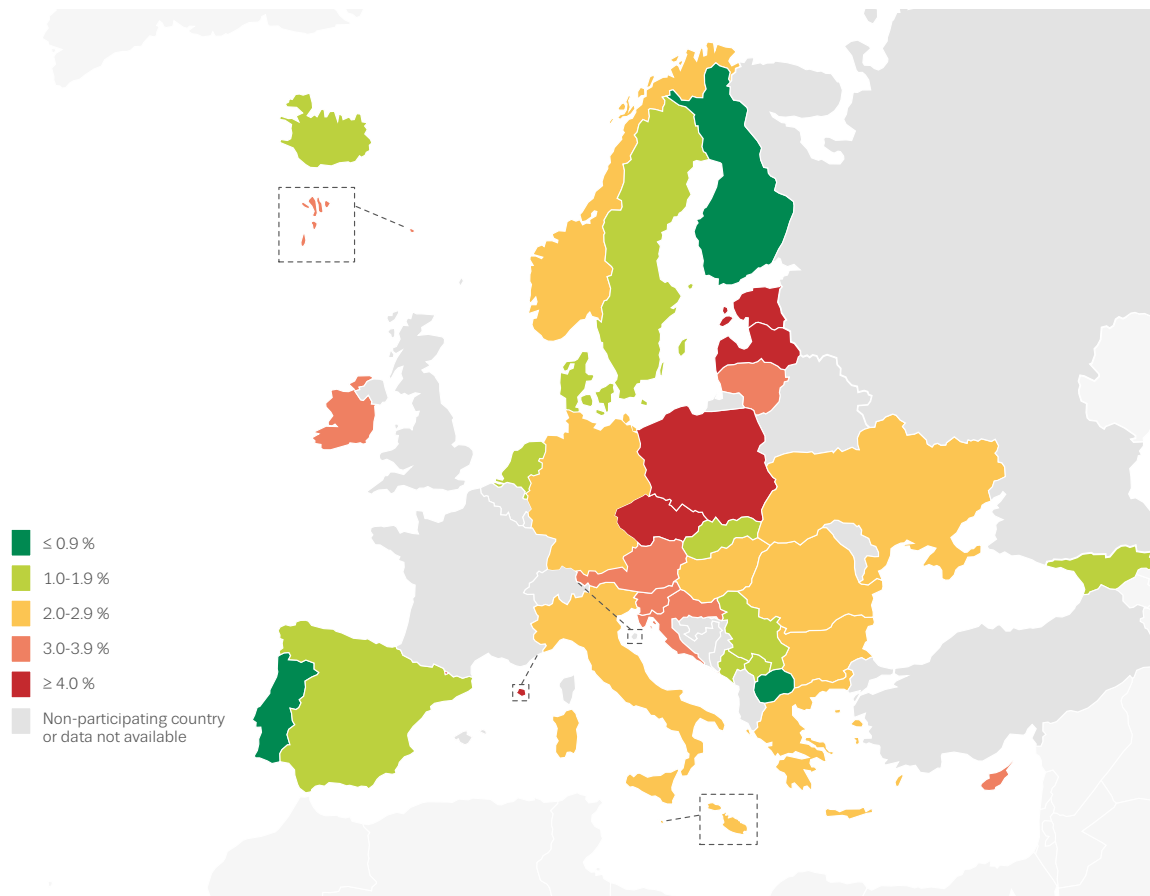 ≤ 0.9 %
1.0-1.9 %
2.0-2.9 %
3.0-3.9 %
≥ 4.0 %
Non-participating country
or data not available